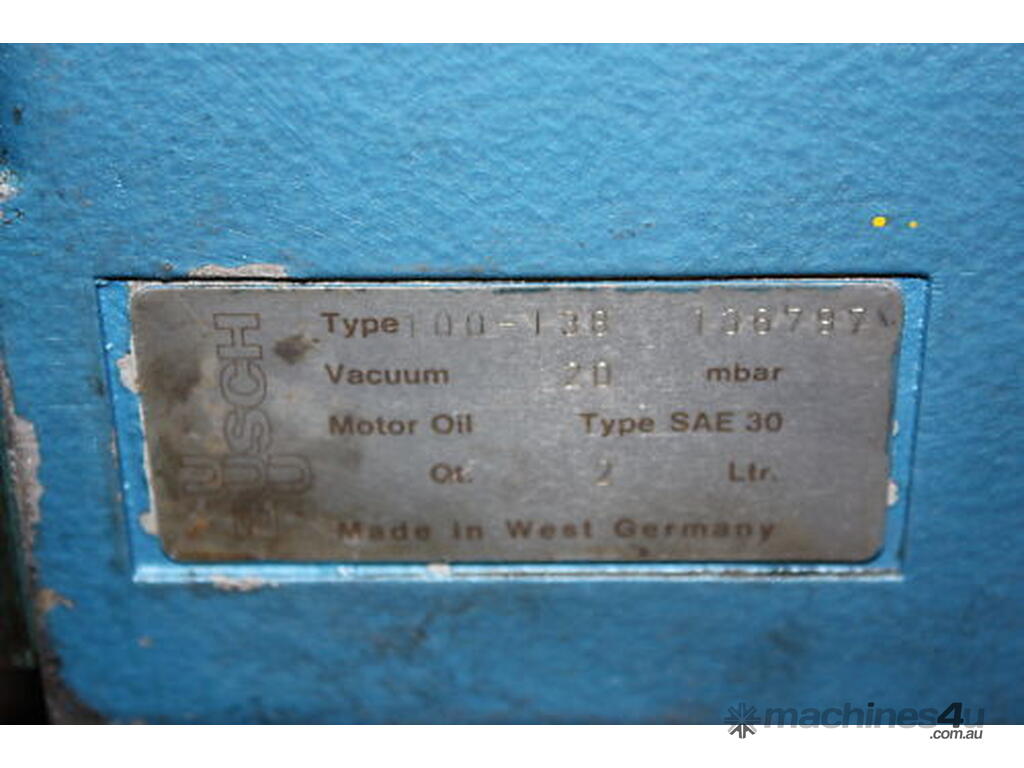 BUSCH
Type 100-138 136787
Vacuum 20 mbar
Motor Oil Type SAE 30
Qt. 2 Ltr.
Made in West Germany
machines4u
.com.au